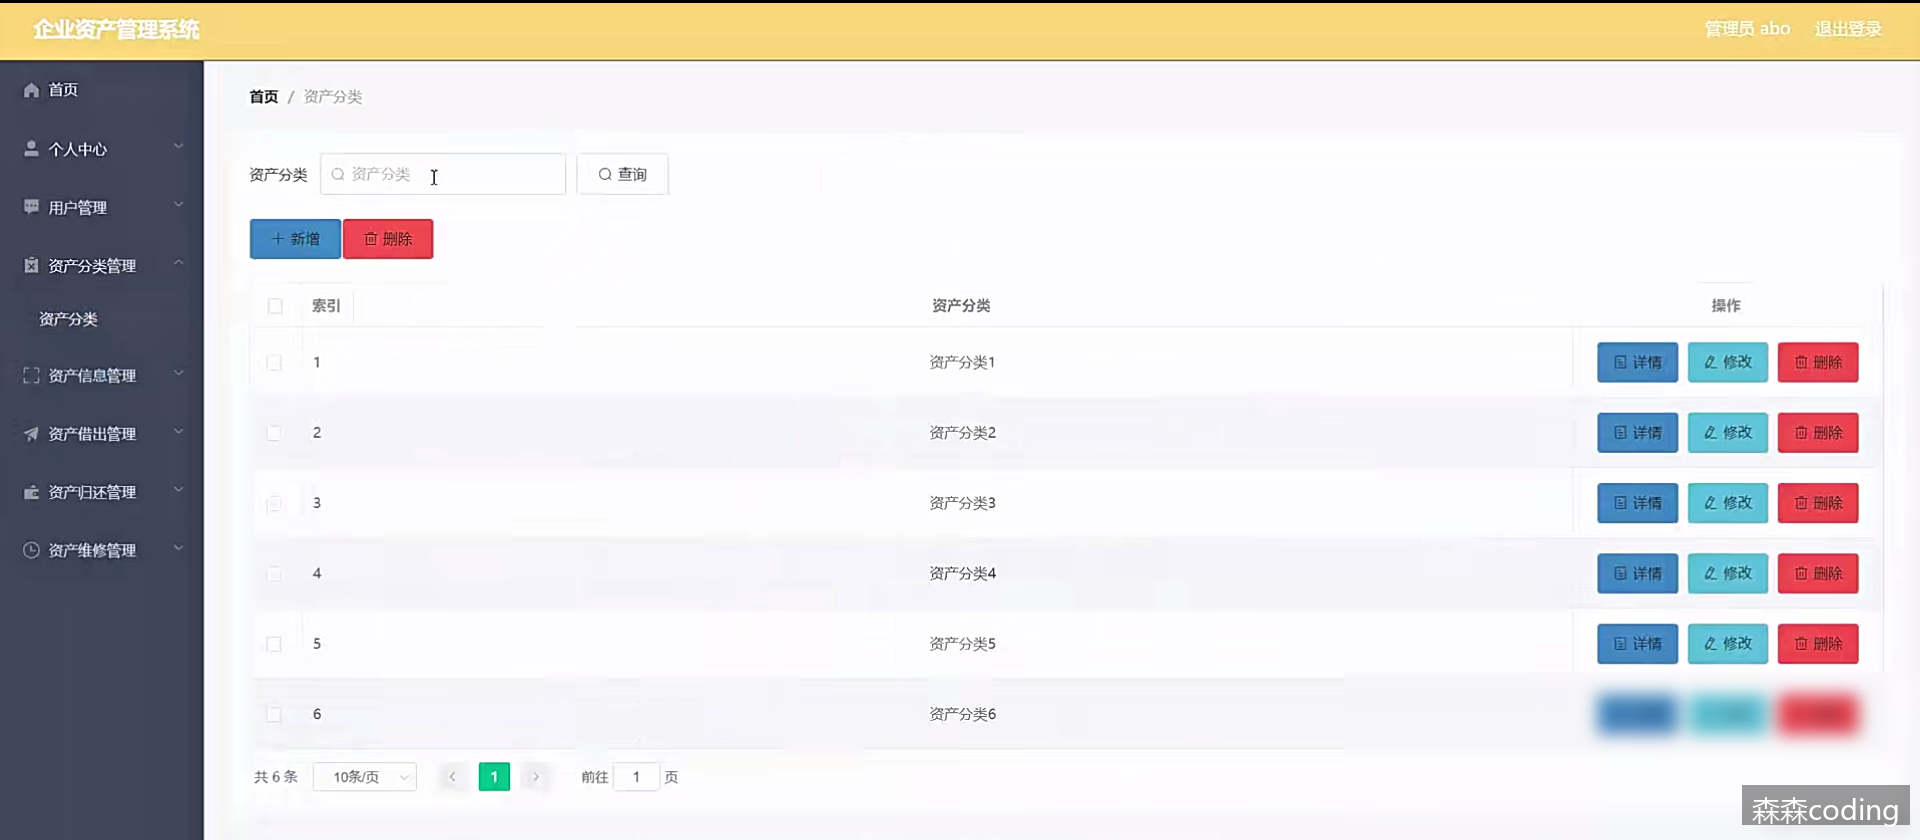 企业资产管理系统
管理员 abo 退出登录
首页
个人中心
用户管理
资产分类管理
资产分类
资产信息管理
资产借出管理
资产归还管理
资产维修管理
首页 / 资产分类
资产分类 资产分类 查询
新增 删除
索引 资产分类 操作
1 资产分类1 详情 修改 删除
2 资产分类2 详情 修改 删除
3 资产分类3 详情 修改 删除
4 资产分类4 详情 修改 删除
5 资产分类5 详情 修改 删除
6 资产分类6
共 6 条 10条/页 1 前往 1 页
森森coding